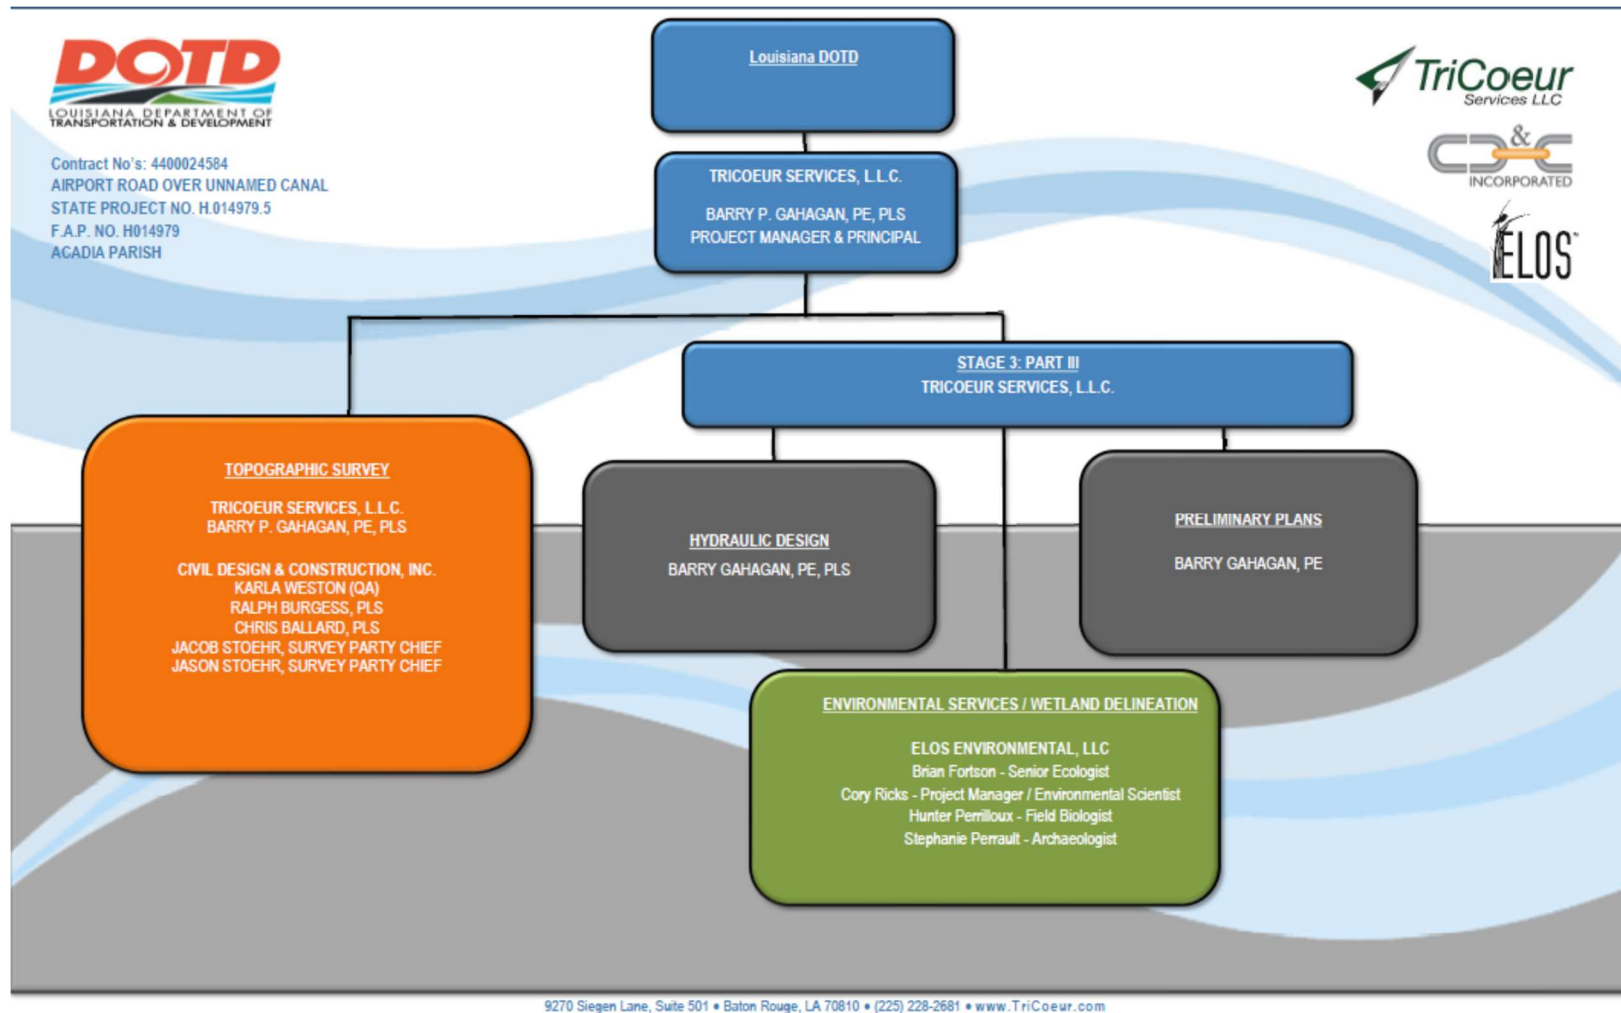 DOTD
LOUISIANA DEPARTMENT OF
TRANSPORTATION & DEVELOPMENT
Contract No's: 4400024584
AIRPORT ROAD OVER UNNAMED CANAL
STATE PROJECT NO. H.014979.5
F.A.P. NO. H014979
ACADIA PARISH
Louisiana DOTD
TRICOEUR SERVICES, L.L.C.
BARRY P. GAHAGAN, PE, PLS
PROJECT MANAGER & PRINCIPAL
TriCoeur
Services LLC
CD&C
INCORPORATED
ELOS
STAGE 3: PART III
TRICOEUR SERVICES, L.L.C.
TOPOGRAPHIC SURVEY
TRICOEUR SERVICES, L.L.C.
BARRY P. GAHAGAN, PE, PLS
CIVIL DESIGN & CONSTRUCTION, INC.
KARLA WESTON (QA)
RALPH BURGESS, PLS
CHRIS BALLARD, PLS
JACOB STOEHR, SURVEY PARTY CHIEF
JASON STOEHR, SURVEY PARTY CHIEF
HYDRAULIC DESIGN
BARRY GAHAGAN, PE, PLS
PRELIMINARY PLANS
BARRY GAHAGAN, PE
ENVIRONMENTAL SERVICES / WETLAND DELINEATION
ELOS ENVIRONMENTAL, LLC
Brian Fortson - Senior Ecologist
Cory Ricks - Project Manager / Environmental Scientist
Hunter Perrilloux - Field Biologist
Stephanie Perrault - Archaeologist
9270 Siegen Lane, Suite 501 • Baton Rouge, LA 70810 • (225) 228-2681 • www.TriCoeur.com